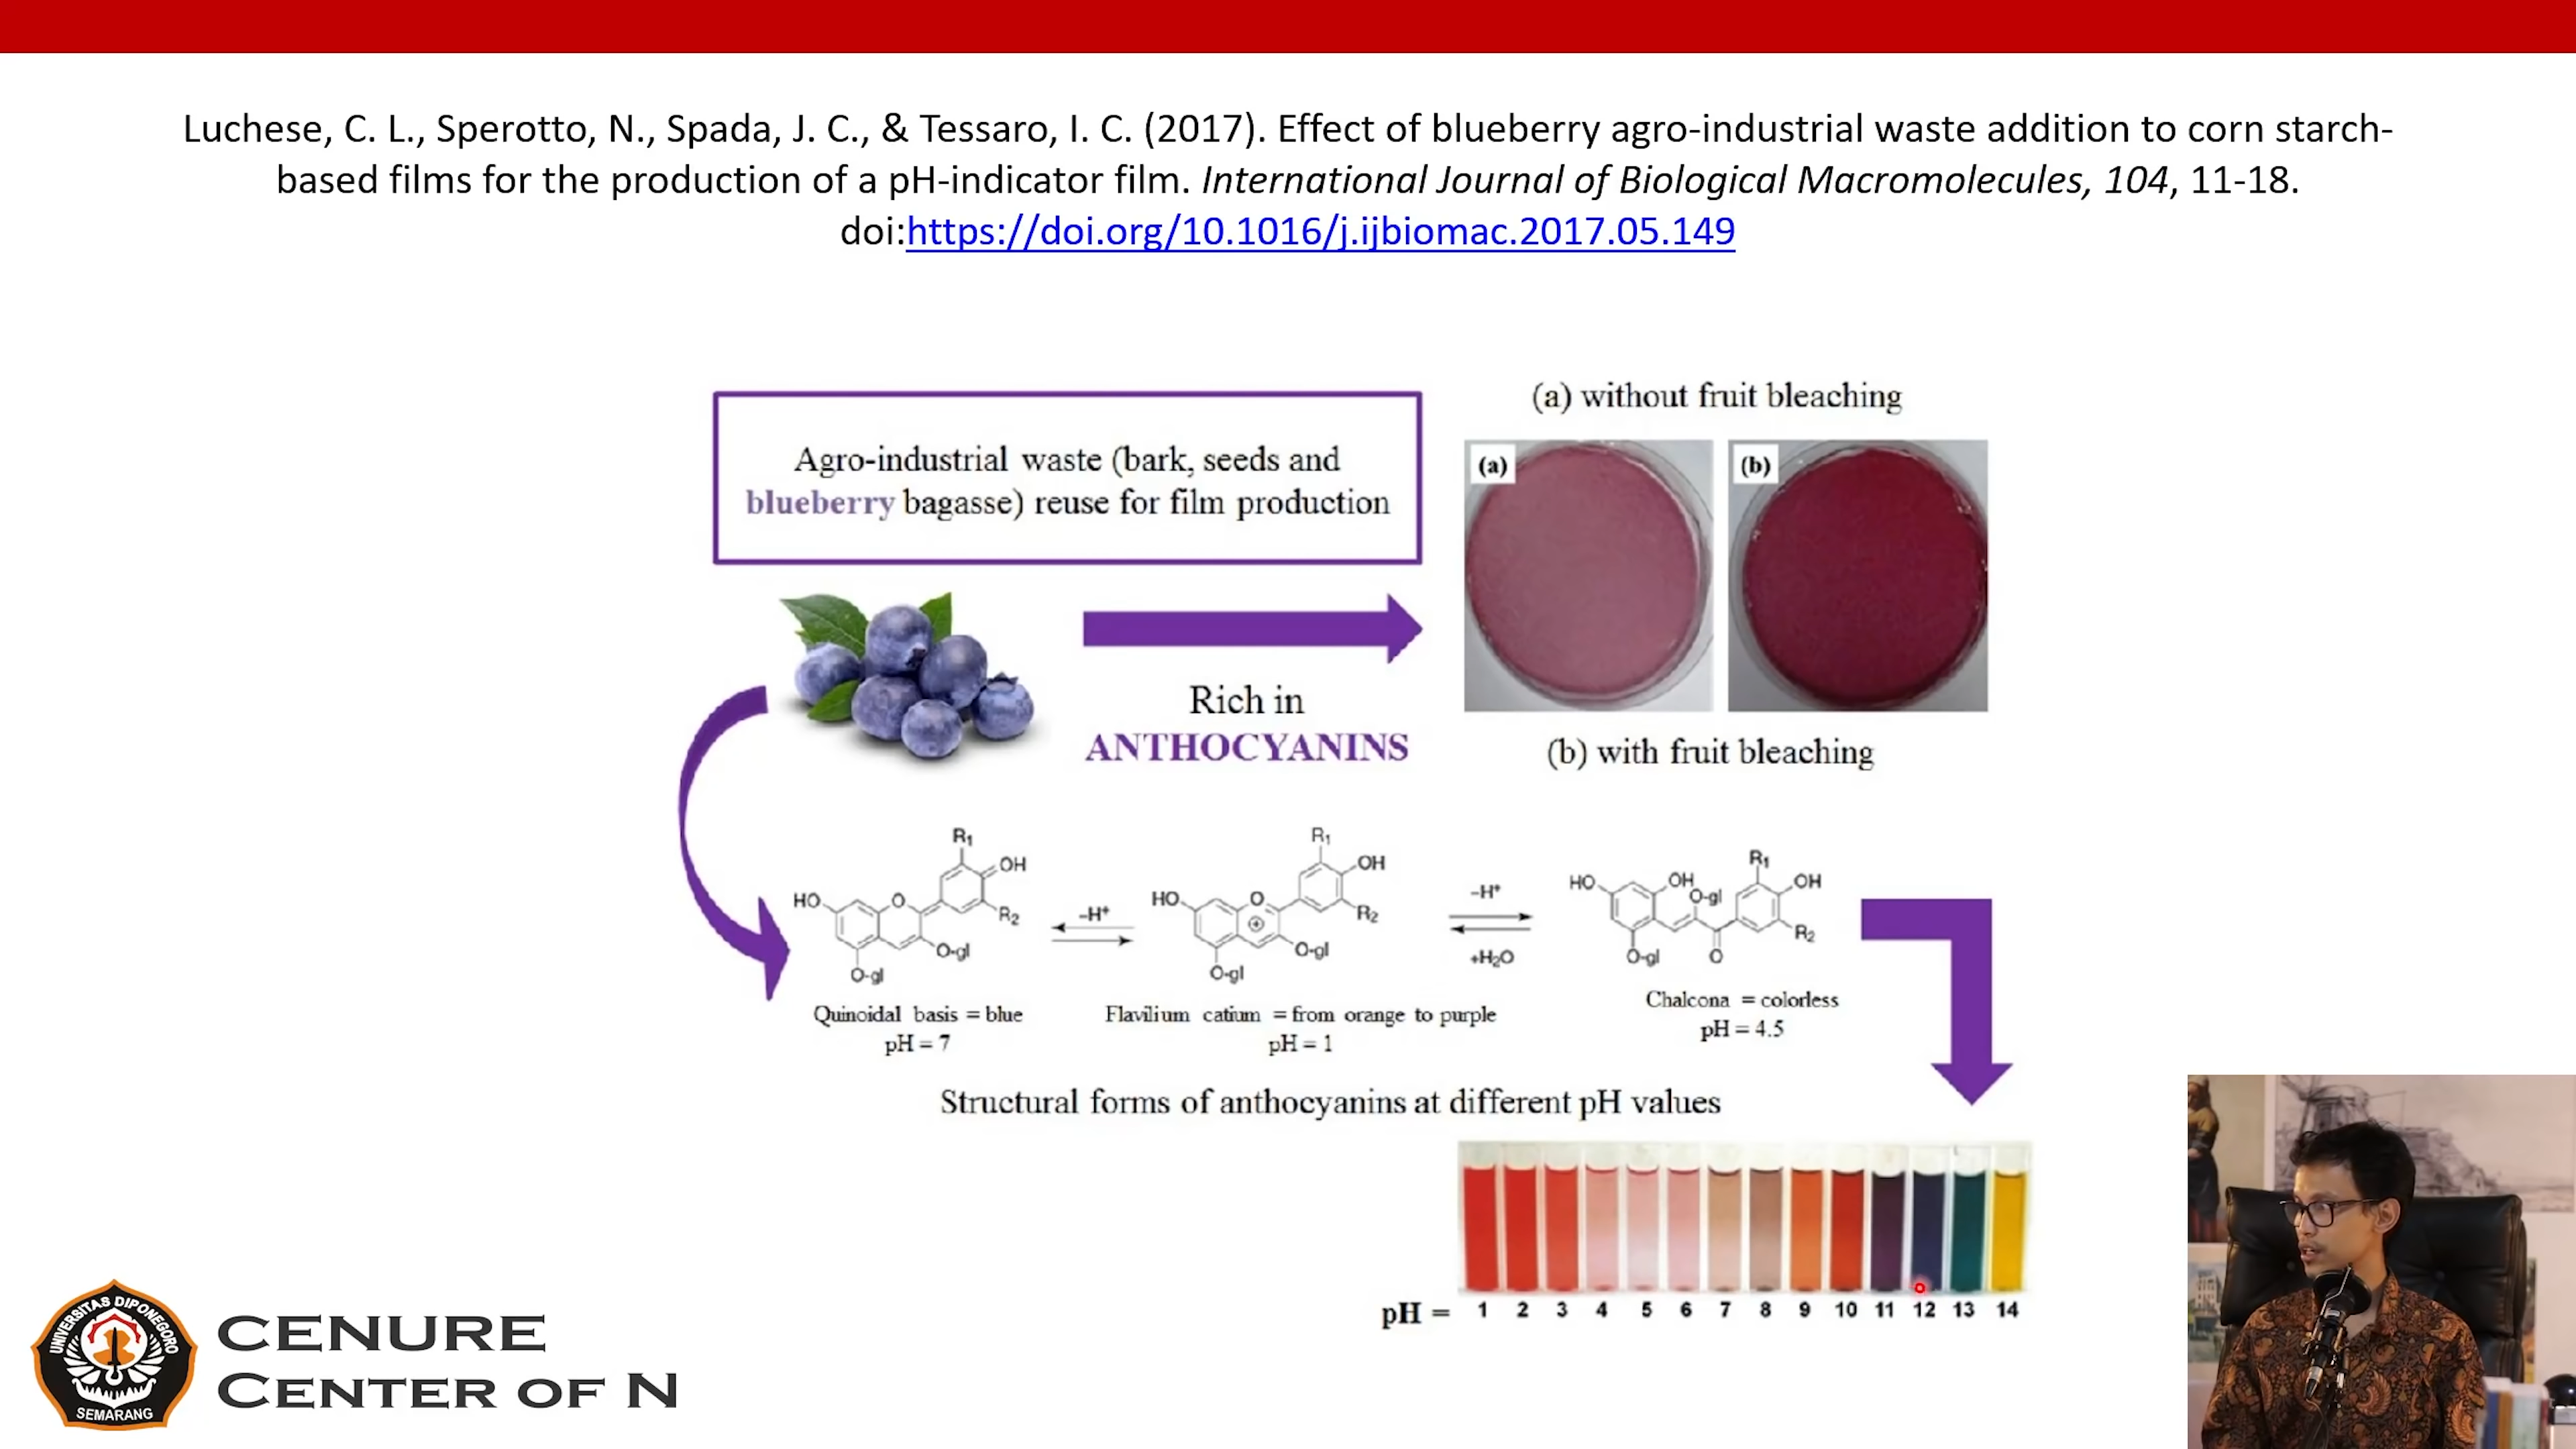 Luchese, C. L., Sperotto, N., Spada, J. C., & Tessaro, I. C. (2017). Effect of blueberry agro-industrial waste addition to corn starch-
based films for the production of a pH-indicator film. International Journal of Biological Macromolecules, 104, 11-18.
doi:https://doi.org/10.1016/j.ijbiomac.2017.05.149
Agro-industrial waste (bark, seeds and
blueberry bagasse) reuse for film production
Rich in
ANTHOCYANINS
(a) without fruit bleaching
(a)
(b)
(b) with fruit bleaching
R1
OH
HO
O
R2
O-gl
O-gl
-H+
R1
OH
HO
O
R2
O-gl
O-gl
-H+
+H2O
R1
HO
OH
O-gl
OH
R2
O-gl
O
Quinoidal basis = blue
pH = 7
Flavilium catium = from orange to purple
pH = 1
Chalcona = colorless
pH = 4.5
Structural forms of anthocyanins at different pH values
pH = 1 2 3 4 5 6 7 8 9 10 11 12 13 14
UNIVERSITAS DIPONEGORO
SEMARANG
CENURE
CENTER OF N